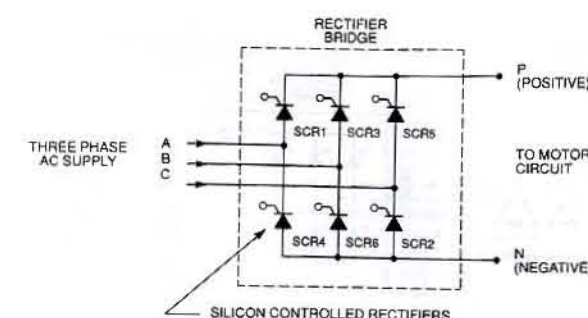 RECTIFIER
BRIDGE
P
(POSITIVE)
SCR1
SCR3
SCR5
THREE PHASE
AC SUPPLY
A
B
C
TO MOTOR
CIRCUIT
SCR4
SCR6
SCR2
N
(NEGATIVE)
SILICON CONTROLLED RECTIFIERS